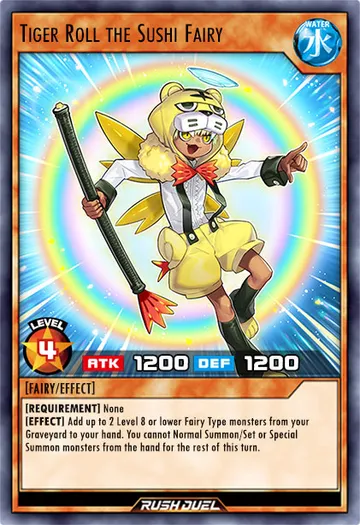 Tiger Roll the Sushi Fairy
WATER
水
LEVEL
4
ATK 1200 DEF 1200
[FAIRY/EFFECT]
[REQUIREMENT] None
[EFFECT] Add up to 2 Level 8 or lower Fairy Type monsters from your
Graveyard to your hand. You cannot Normal Summon/Set or Special
Summon monsters from the hand for the rest of this turn.
RUSH DUEL